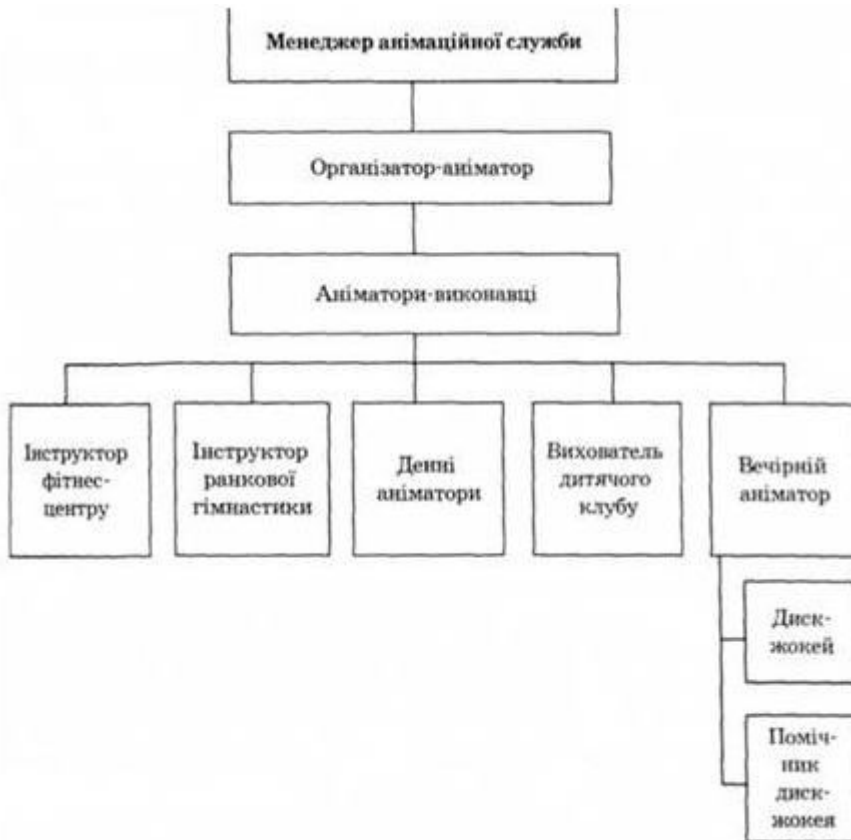 Менеджер анімаційної служби
Організатор-аніматор
Аніматори-виконавці
Інструктор
фітнес-
центру
Інструктор
ранкової
гімнастики
Денні
аніматори
Вихователь
дитячого
клубу
Вечірній
аніматор
Диск-
жокей
Поміч-
ник
диск-
жокея